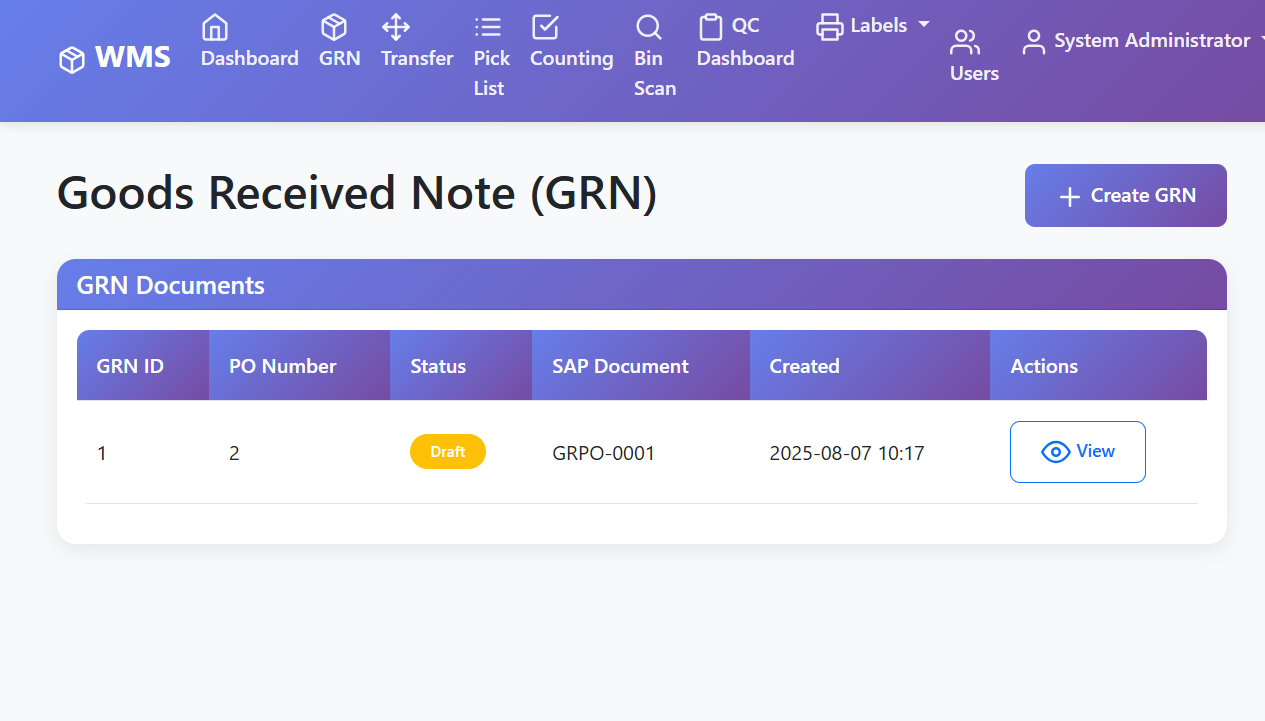 WMS
Dashboard
GRN
Transfer
Pick
List
Counting
Bin
Scan
QC
Dashboard
Labels
Users
System Administrator
Goods Received Note (GRN)
Create GRN
GRN Documents
GRN ID PO Number Status SAP Document Created Actions
1 2 Draft GRPO-0001 2025-08-07 10:17 View